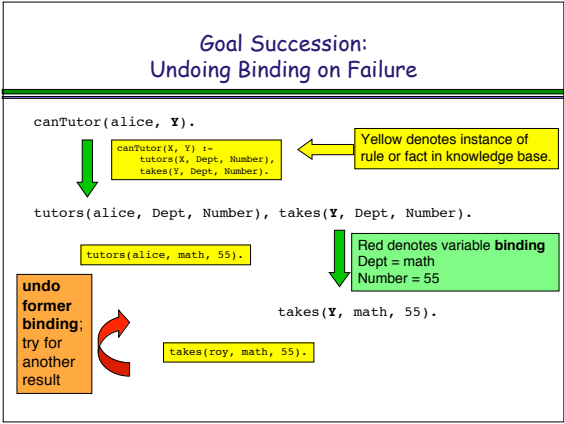 Goal Succession:
Undoing Binding on Failure
canTutor(alice, Y).
canTutor(X, Y) :-
tutors(X, Dept, Number),
takes(Y, Dept, Number).
Yellow denotes instance of
rule or fact in knowledge base.
tutors(alice, Dept, Number), takes(Y, Dept, Number).
tutors(alice, math, 55).
Red denotes variable binding
Dept = math
Number = 55
undo
former
binding;
try for
another
result
takes(Y, math, 55).
takes(roy, math, 55).